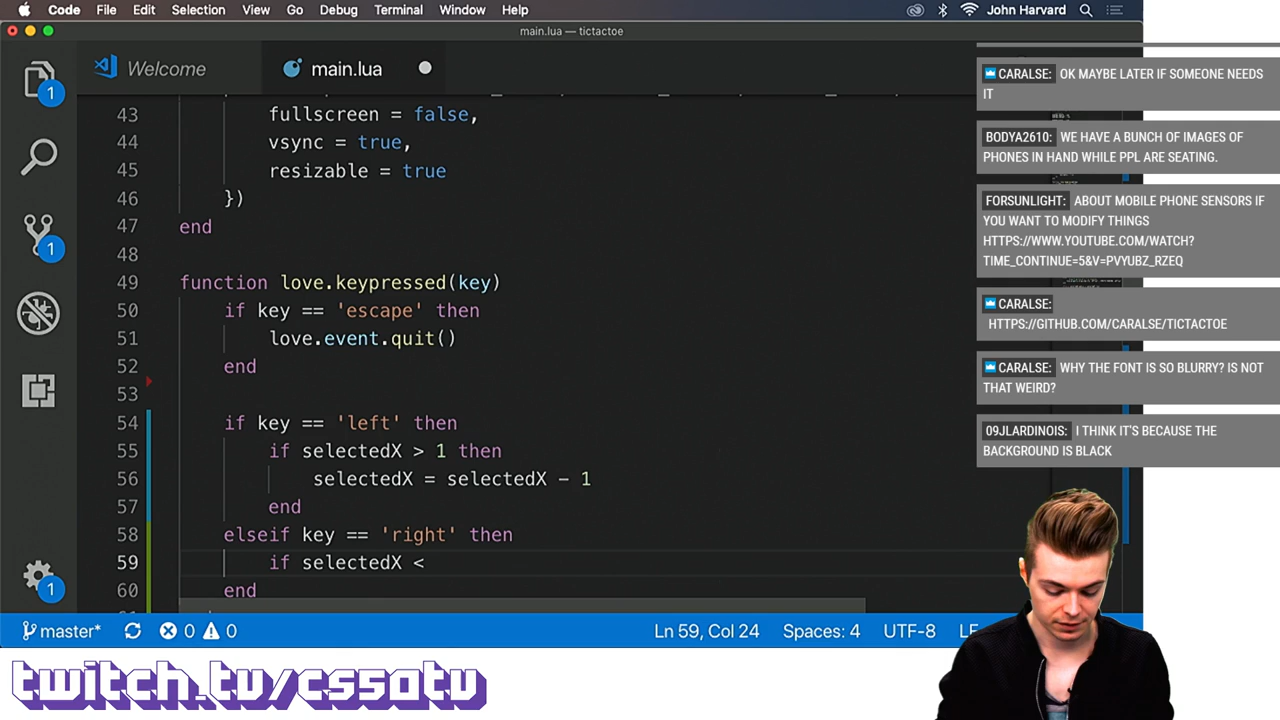 Code File Edit Selection View Go Debug Terminal Window Help John Harvard
main.lua — tictactoe
Welcome main.lua
43 fullscreen = false,
44 vsync = true,
45 resizable = true
46 })
47 end
48
49 function love.keypressed(key)
50 if key == 'escape' then
51 love.event.quit()
52 end
53
54 if key == 'left' then
55 if selectedX > 1 then
56 selectedX = selectedX - 1
57 end
58 elseif key == 'right' then
59 if selectedX <
60 end
1
1
1
master* 0 0 Ln 59, Col 24 Spaces: 4 UTF-8 LF
CARALSE: OK MAYBE LATER IF SOMEONE NEEDS
IT
BODYA2610: WE HAVE A BUNCH OF IMAGES OF
PHONES IN HAND WHILE PPL ARE SEATING.
FORSUNLIGHT: ABOUT MOBILE PHONE SENSORS IF
YOU WANT TO MODIFY THINGS
HTTPS://WWW.YOUTUBE.COM/WATCH?
TIME_CONTINUE=5&V=PVYUBZ_RZEQ
CARALSE:
HTTPS://GITHUB.COM/CARALSE/TICTACTOE
CARALSE: WHY THE FONT IS SO BLURRY? IS NOT
THAT WEIRD?
09JLARDINOIS: I THINK IT'S BECAUSE THE
BACKGROUND IS BLACK
twitch.tv/cs50tv